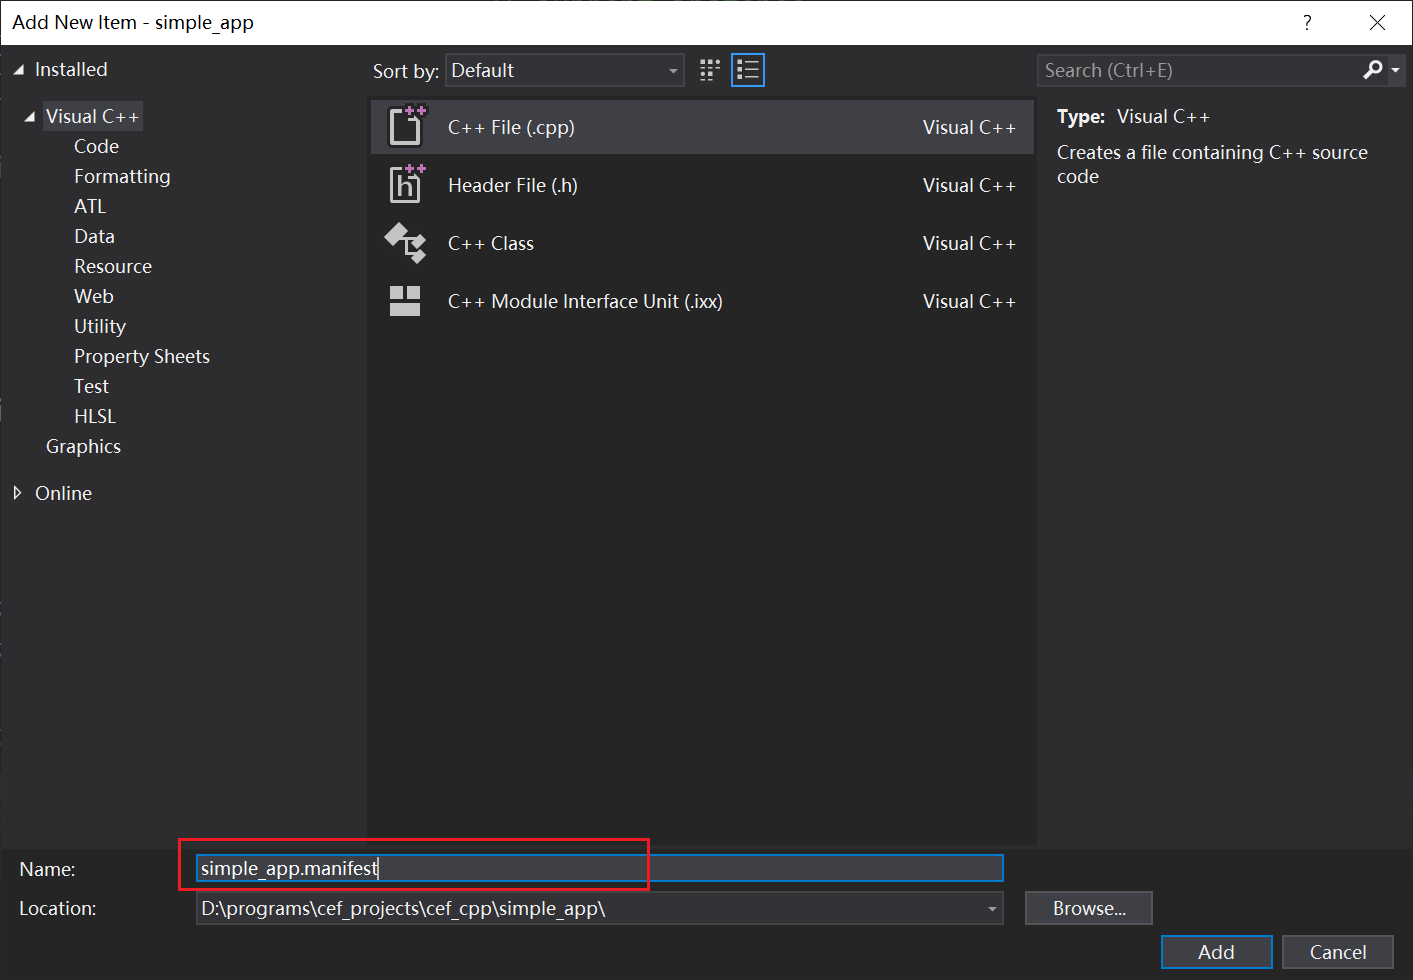 Add New Item - simple_app
?
Installed
Visual C++
Code
Formatting
ATL
Data
Resource
Web
Utility
Property Sheets
Test
HLSL
Graphics
Online
Sort by: Default
C++ File (.cpp) Visual C++
Header File (.h) Visual C++
C++ Class Visual C++
C++ Module Interface Unit (.ixx) Visual C++
Search (Ctrl+E)
Type: Visual C++
Creates a file containing C++ source
code
Name: simple_app.manifest
Location: D:\programs\cef_projects\cef_cpp\simple_app\
Browse...
Add Cancel